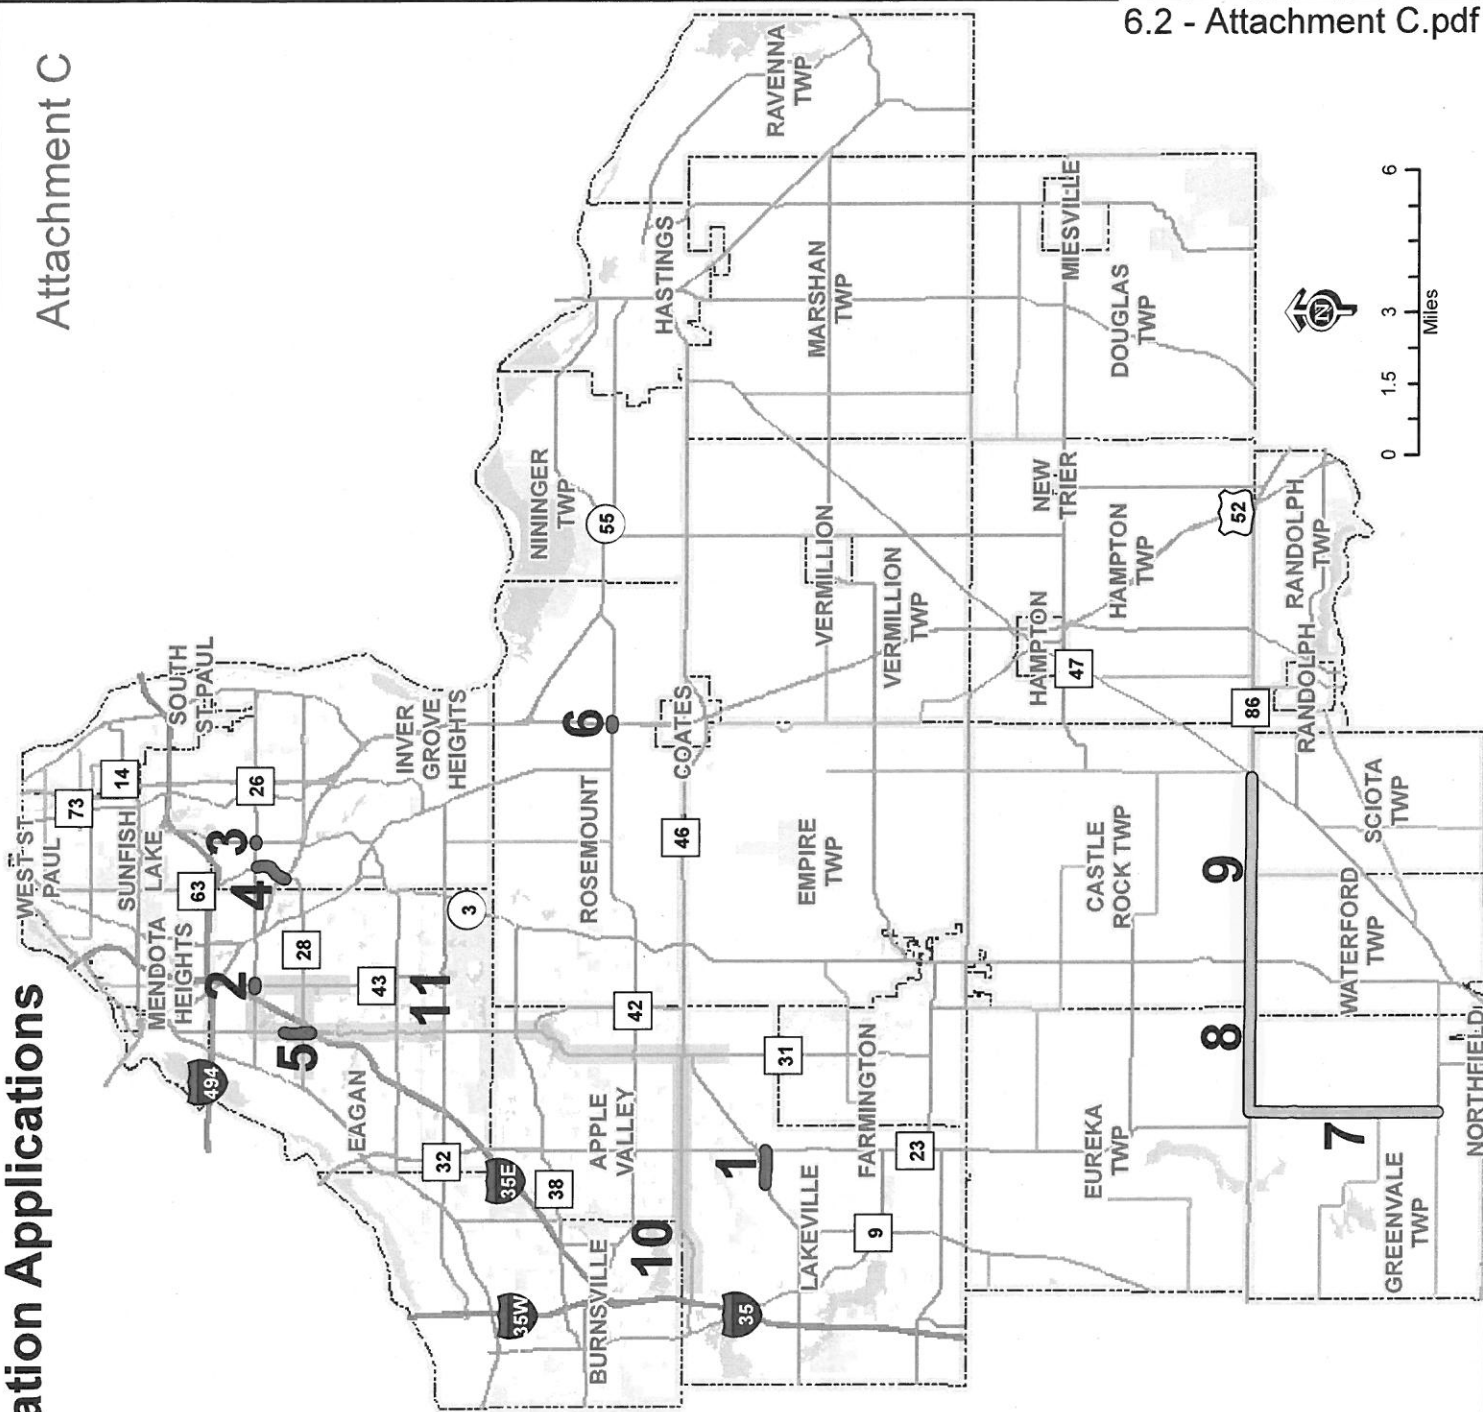 6.2 - Attachment C.pdf
Attachment C
ation Applications
WEST ST
PAUL
SOUTH
ST PAUL
SUNFISH
LAKE
MENDOTA
HEIGHTS
INVER
GROVE
HEIGHTS
EAGAN
ROSEMOUNT
APPLE
VALLEY
BURNSVILLE
LAKEVILLE
FARMINGTON
EMPIRE
TWP
COATES
NININGER
TWP
HASTINGS
RAVENNA
TWP
MARSHAN
TWP
VERMILLION
VERMILLION
TWP
MIESVILLE
DOUGLAS
TWP
NEW
TRIER
HAMPTON
HAMPTON
TWP
RANDOLPH
RANDOLPH
TWP
CASTLE
ROCK TWP
EUREKA
TWP
SCIOTA
TWP
WATERFORD
TWP
GREENVALE
TWP
NORTHFIELD
1
2
3
4
5
6
7
8
9
10
11
73
14
26
63
28
43
3
42
46
55
31
32
38
23
9
47
86
52
494
35E
35W
35
N
0 1.5 3 6
Miles